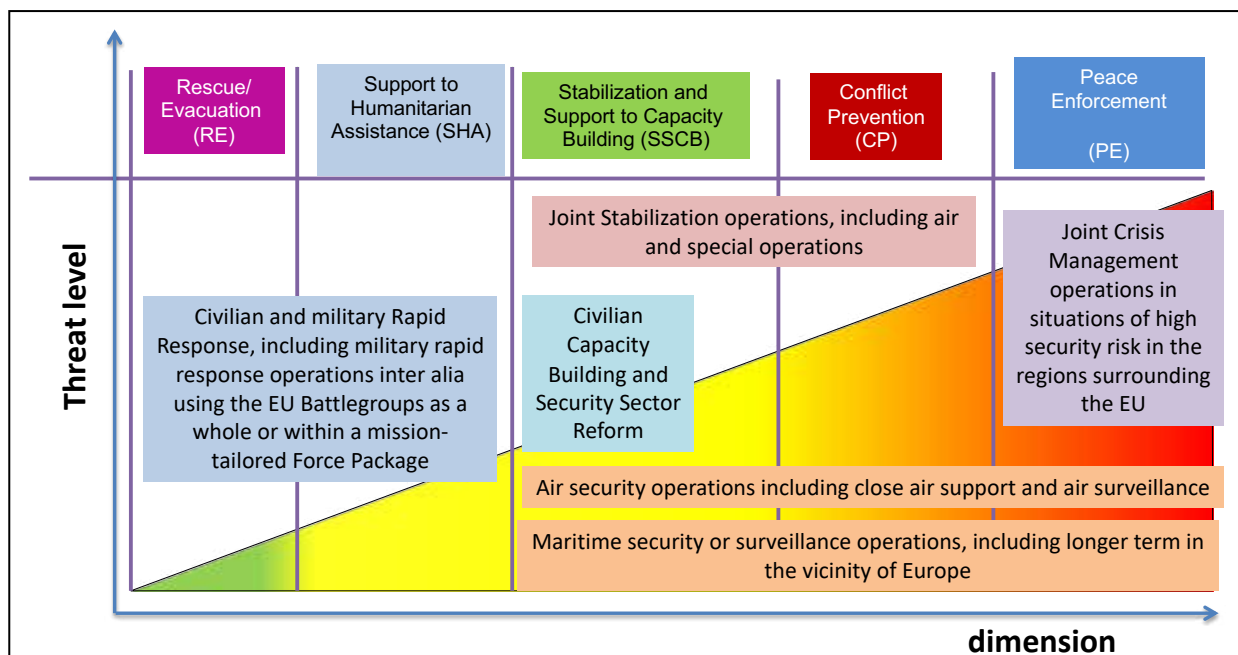 Rescue/
Evacuation
(RE)
Support to
Humanitarian
Assistance (SHA)
Stabilization and
Support to Capacity
Building (SSCB)
Conflict
Prevention
(CP)
Peace
Enforcement
(PE)
Threat level
Joint Stabilization operations, including air
and special operations
Joint Crisis
Management
operations in
situations of high
security risk in the
regions surrounding
the EU
Civilian and military Rapid
Response, including military rapid
response operations inter alia
using the EU Battlegroups as a
whole or within a mission-
tailored Force Package
Civilian
Capacity
Building and
Security Sector
Reform
Air security operations including close air support and air surveillance
Maritime security or surveillance operations, including longer term in
the vicinity of Europe
dimension